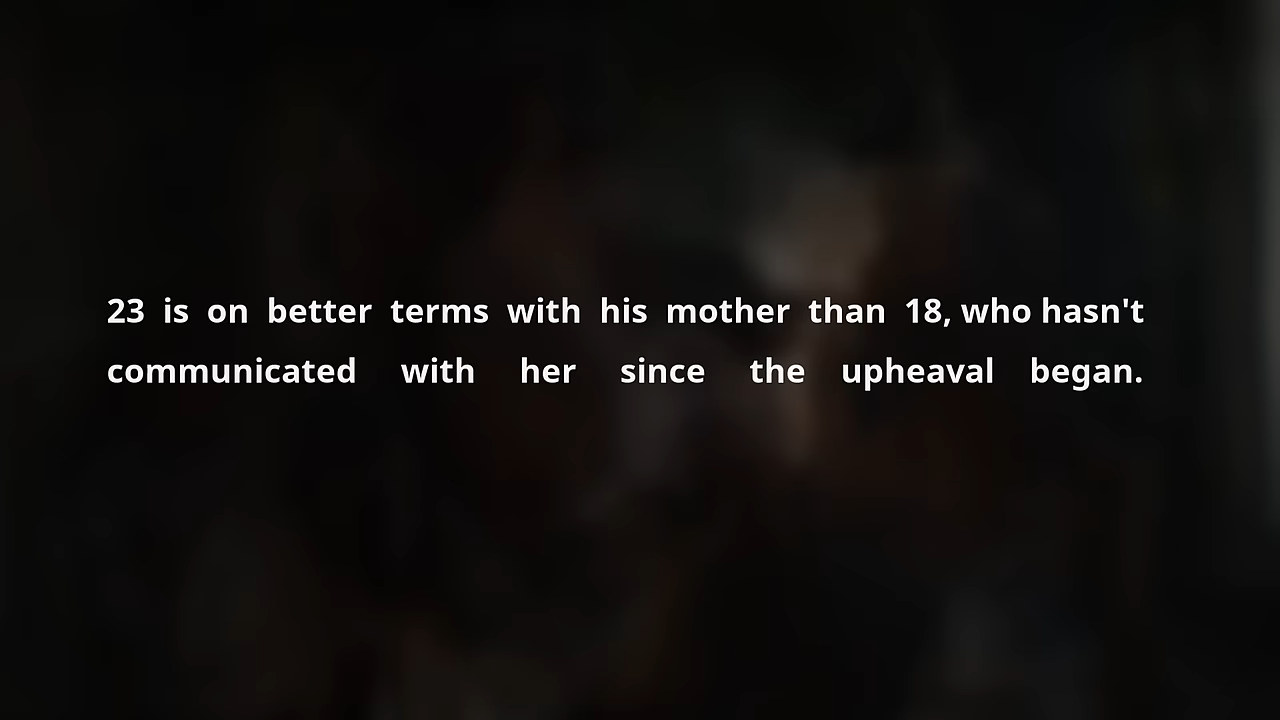 23 is on better terms with his mother than 18, who hasn't
communicated with her since the upheaval began.